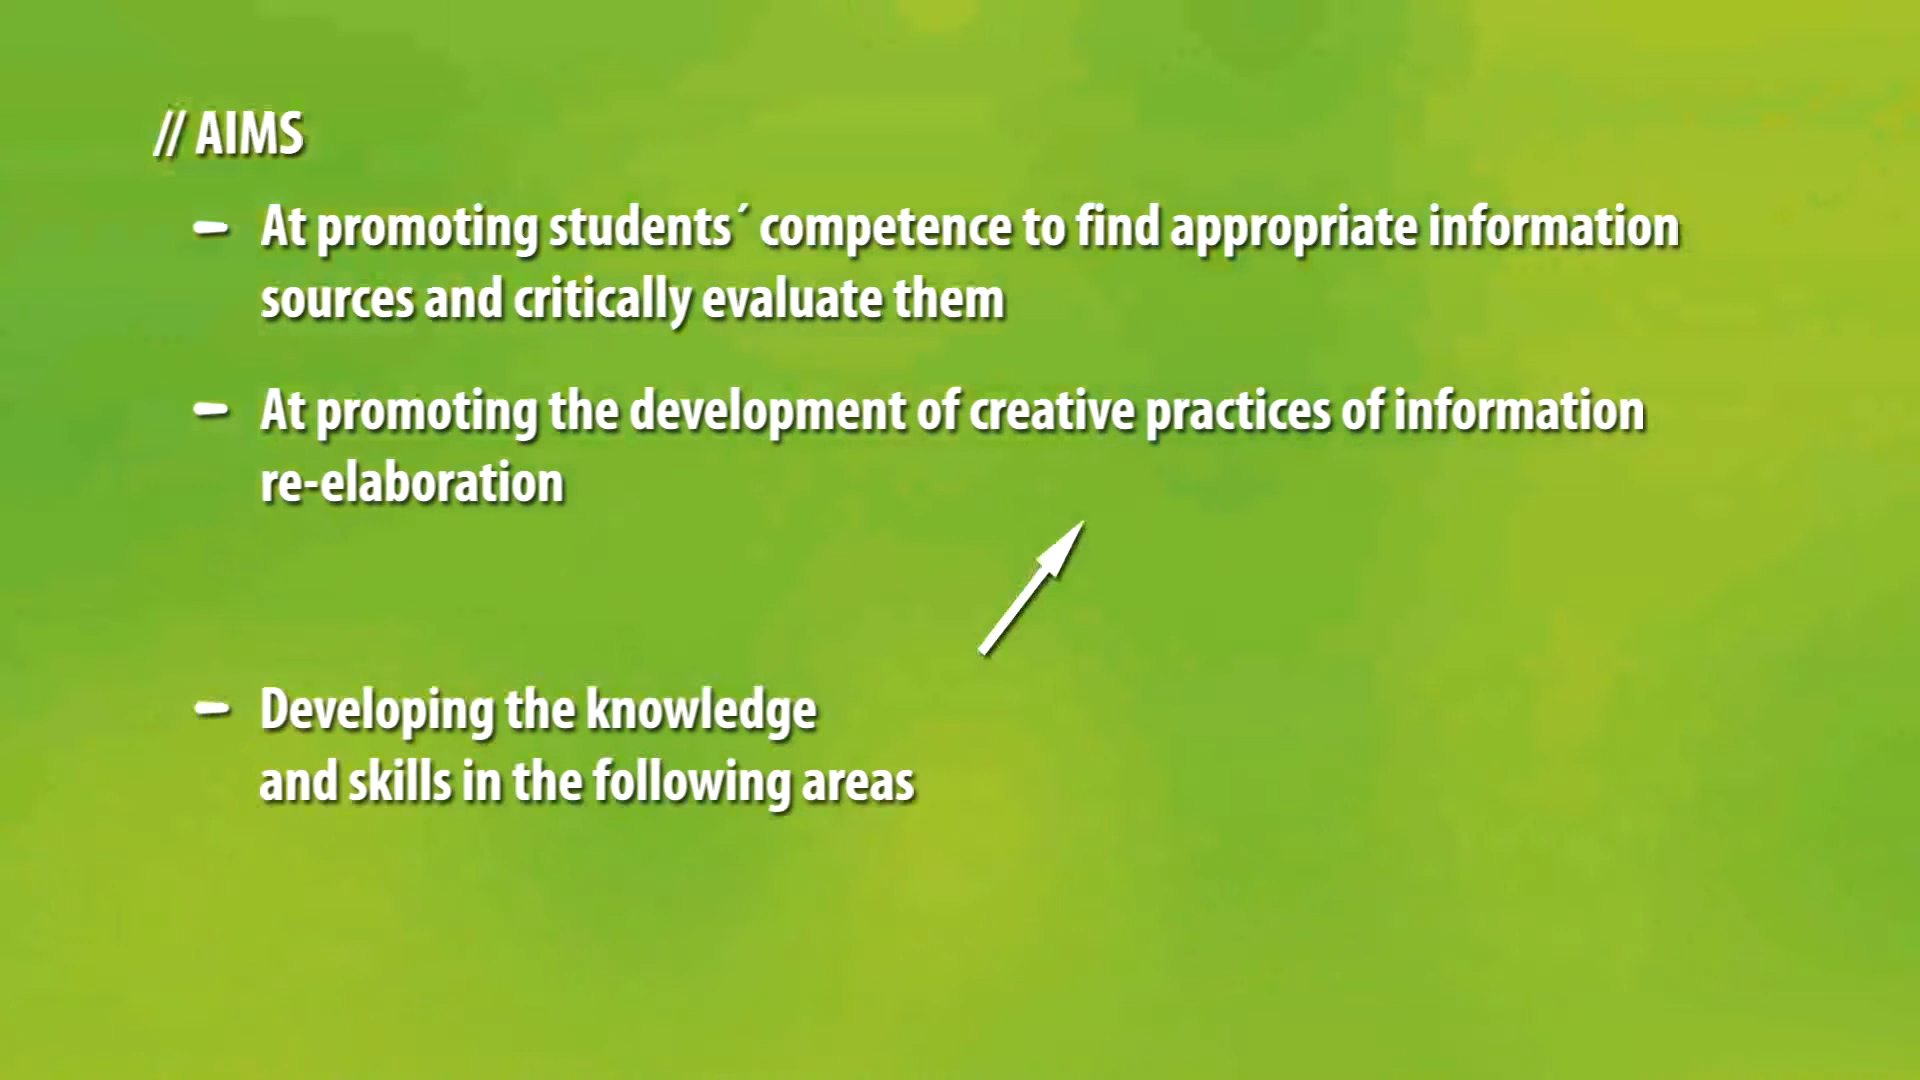 // AIMS
- At promoting students´ competence to find appropriate information
sources and critically evaluate them
- At promoting the development of creative practices of information
re-elaboration
- Developing the knowledge
and skills in the following areas